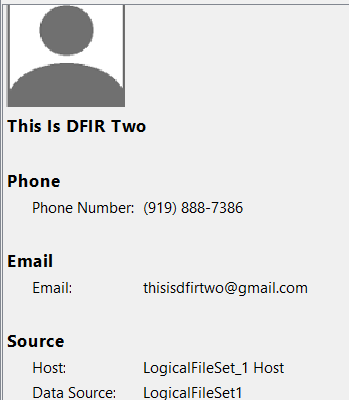 This Is DFIR Two
Phone
Phone Number: (919) 888-7386
Email
Email: thisisdfirtwo@gmail.com
Source
Host: LogicalFileSet_1 Host
Data Source: LogicalFileSet1